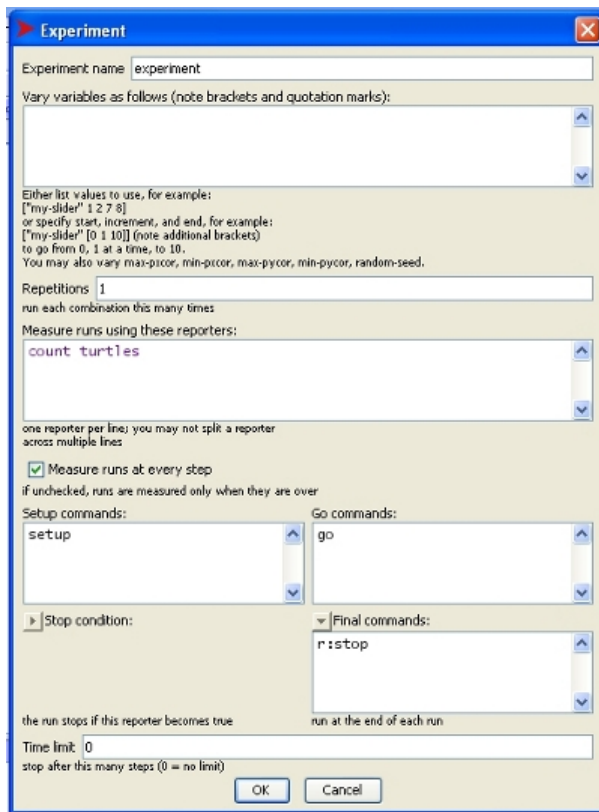 Experiment
Experiment name experiment
Vary variables as follows (note brackets and quotation marks):
Either list values to use, for example:
["my-slider" 1 2 7 8]
or specify start, increment, and end, for example:
["my-slider" [0 1 10]] (note additional brackets)
to go from 0, 1 at a time, to 10.
You may also vary max-pxcor, min-pxcor, max-pycor, min-pycor, random-seed.
Repetitions 1
run each combination this many times
Measure runs using these reporters:
count turtles
one reporter per line; you may not split a reporter
across multiple lines
Measure runs at every step
if unchecked, runs are measured only when they are over
Setup commands:
setup
Go commands:
go
Stop condition:
the run stops if this reporter becomes true
Final commands:
r:stop
run at the end of each run
Time limit 0
stop after this many steps (0 = no limit)
OK
Cancel